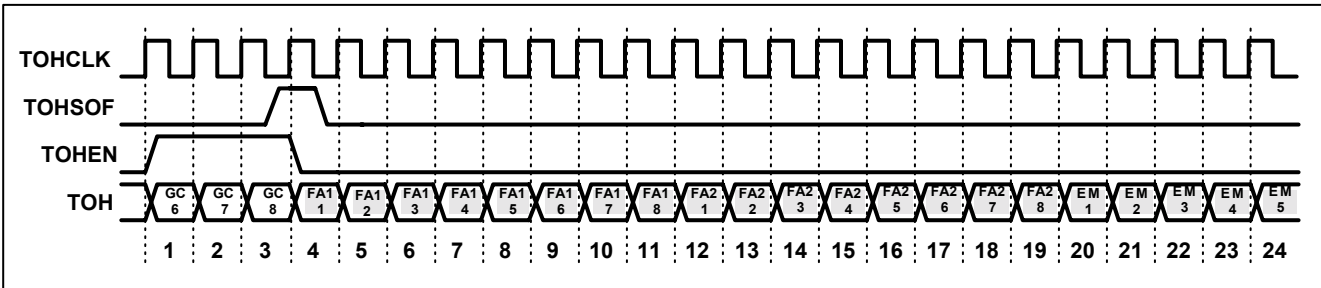 TOHCLK
TOHSOF
TOHEN
TOH
GC 6 GC 7 GC 8 FA1 1 FA1 2 FA1 3 FA1 4 FA1 5 FA1 6 FA1 7 FA1 8 FA2 1 FA2 2 FA2 3 FA2 4 FA2 5 FA2 6 FA2 7 FA2 8 EM 1 EM 2 EM 3 EM 4 EM 5
1 2 3 4 5 6 7 8 9 10 11 12 13 14 15 16 17 18 19 20 21 22 23 24